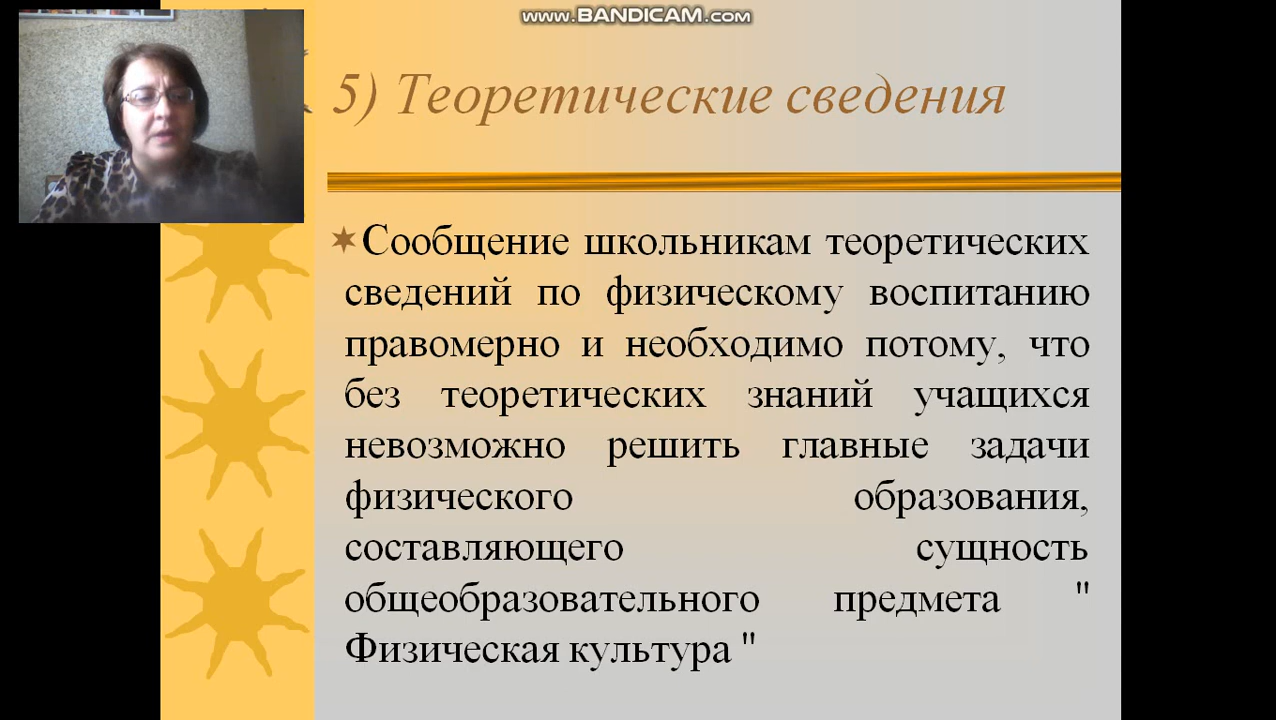 www.BANDICAM.com
5) Теоретические сведения
Сообщение школьникам теоретических
сведений по физическому воспитанию
правомерно и необходимо потому, что
без теоретических знаний учащихся
невозможно решить главные задачи
физического образования,
составляющего сущность
общеобразовательного предмета "
Физическая культура "